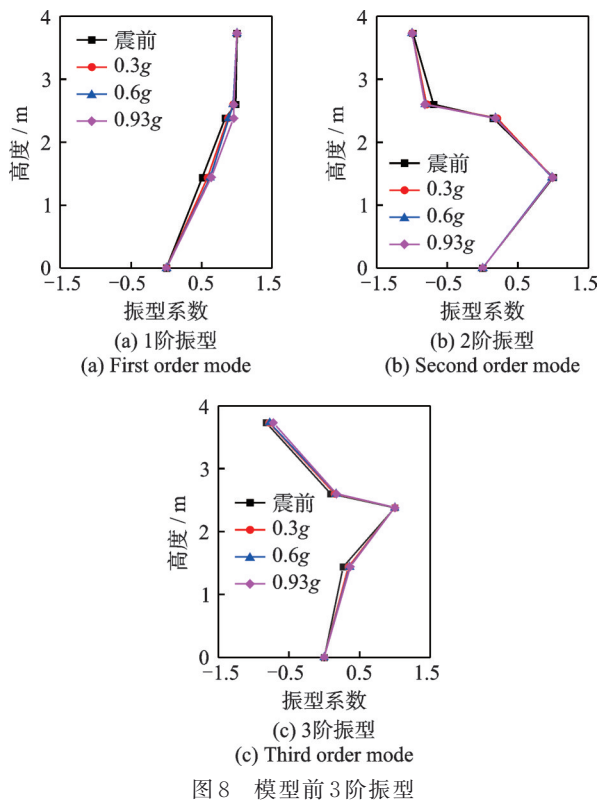 4
3
2
1
0
高度 / m
震前
0.3g
0.6g
0.93g
−1.5 −0.5 0.5 1.5
振型系数
(a) 1阶振型
(a) First order mode
4
3
2
1
0
高度 / m
震前
0.3g
0.6g
0.93g
−1.5 −0.5 0.5 1.5
振型系数
(b) 2阶振型
(b) Second order mode
4
3
2
1
0
高度 / m
震前
0.3g
0.6g
0.93g
−1.5 −0.5 0.5 1.5
振型系数
(c) 3阶振型
(c) Third order mode
图8 模型前3阶振型